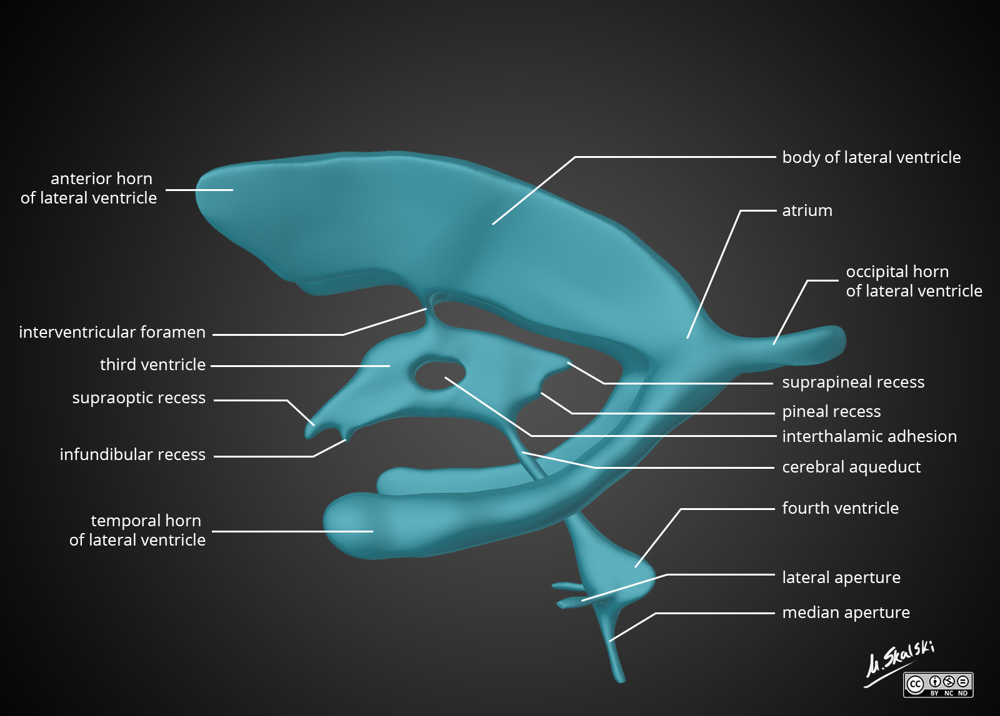 anterior horn
of lateral ventricle
interventricular foramen
third ventricle
supraoptic recess
infundibular recess
temporal horn
of lateral ventricle
body of lateral ventricle
atrium
occipital horn
of lateral ventricle
suprapineal recess
pineal recess
interthalamic adhesion
cerebral aqueduct
fourth ventricle
lateral aperture
median aperture
M.Skalski
CC
BY NC ND